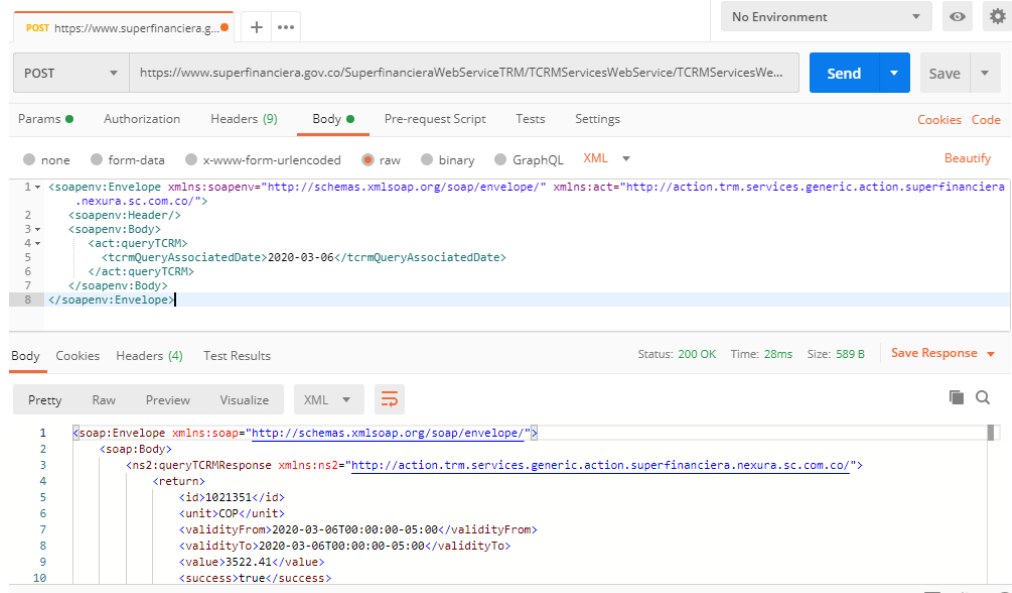 POST https://www.superfinanciera.g... + ... No Environment
POST https://www.superfinanciera.gov.co/SuperfinancieraWebServiceTRM/TCRMServicesWebService/TCRMServicesWe... Send Save
Params Authorization Headers (9) Body Pre-request Script Tests Settings Cookies Code
none form-data x-www-form-urlencoded raw binary GraphQL XML Beautify
1 <soapenv:Envelope xmlns:soapenv="http://schemas.xmlsoap.org/soap/envelope/" xmlns:act="http://action.trm.services.generic.action.superfinanciera
.nexura.sc.com.co/">
2 <soapenv:Header/>
3 <soapenv:Body>
4 <act:queryTCRM>
5 <tcrmQueryAssociatedDate>2020-03-06</tcrmQueryAssociatedDate>
6 </act:queryTCRM>
7 </soapenv:Body>
8 </soapenv:Envelope>
Body Cookies Headers (4) Test Results Status: 200 OK Time: 28ms Size: 589 B Save Response
Pretty Raw Preview Visualize XML
1 <soap:Envelope xmlns:soap="http://schemas.xmlsoap.org/soap/envelope/">
2 <soap:Body>
3 <ns2:queryTCRMResponse xmlns:ns2="http://action.trm.services.generic.action.superfinanciera.nexura.sc.com.co/">
4 <return>
5 <id>1021351</id>
6 <unit>COP</unit>
7 <validityFrom>2020-03-06T00:00:00-05:00</validityFrom>
8 <validityTo>2020-03-06T00:00:00-05:00</validityTo>
9 <value>3522.41</value>
10 <success>true</success>